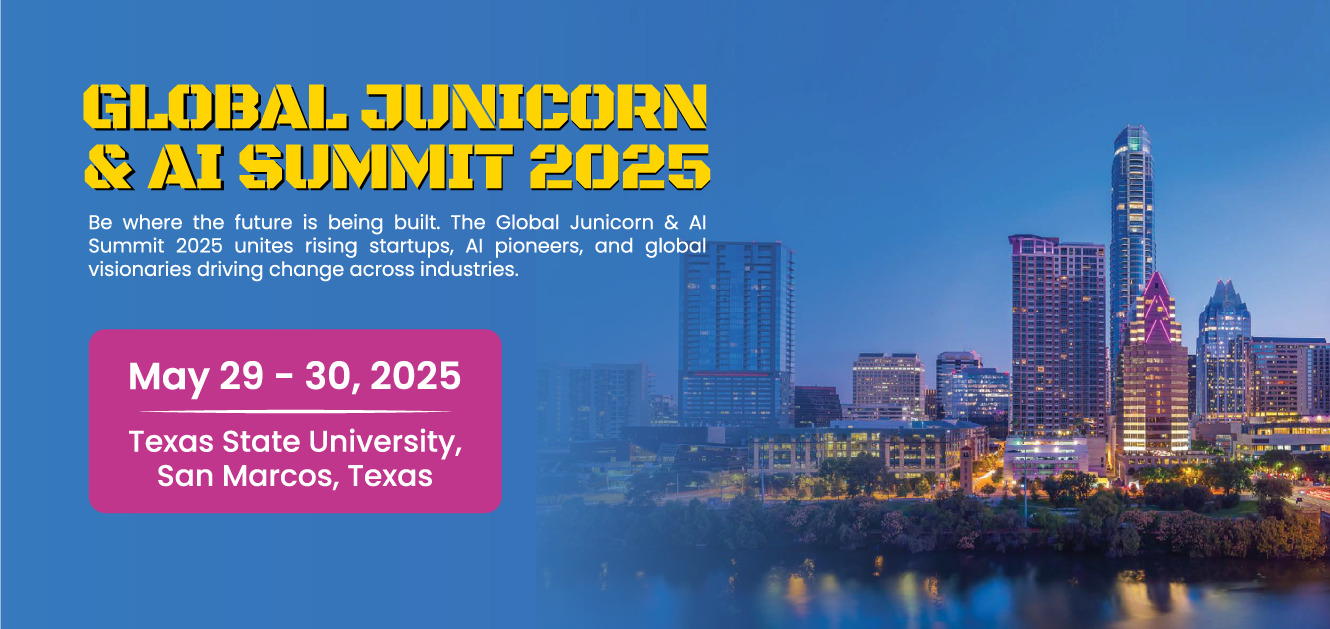 GLOBAL JUNICORN
& AI SUMMIT 2025
Be where the future is being built. The Global Junicorn & AI
Summit 2025 unites rising startups, AI pioneers, and global
visionaries driving change across industries.
May 29 - 30, 2025
Texas State University,
San Marcos, Texas